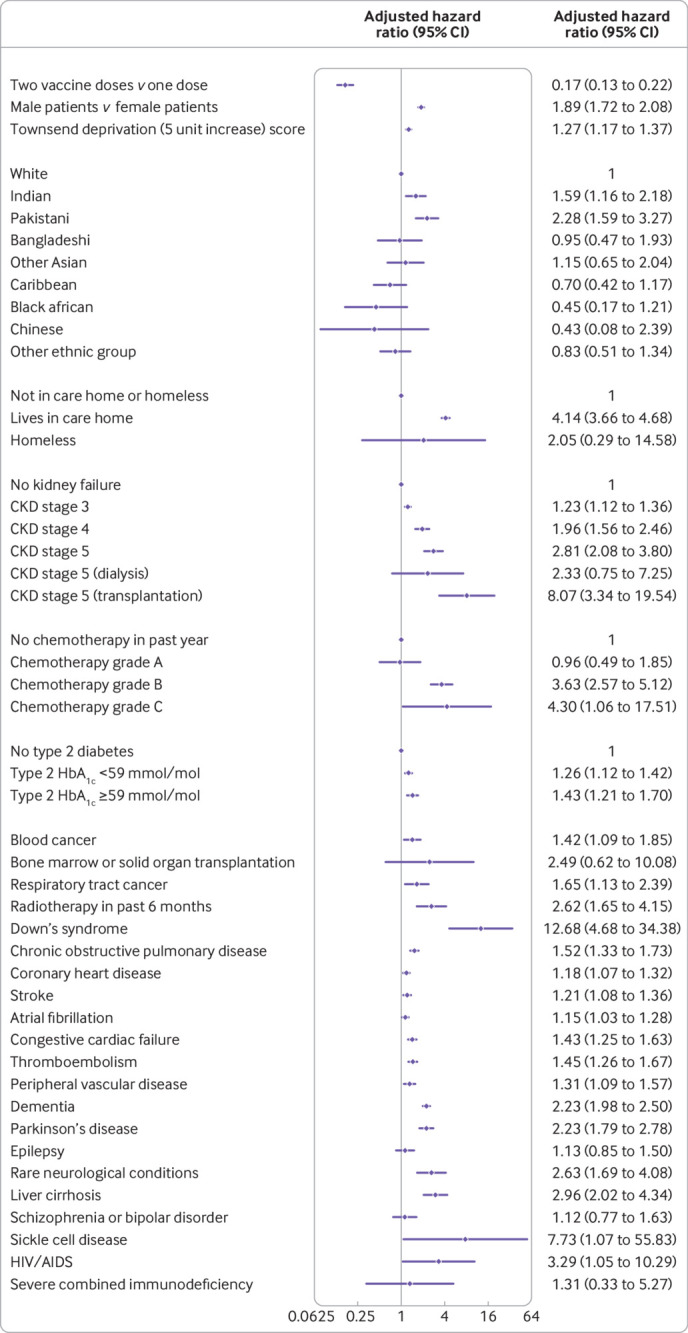 Adjusted hazard ratio (95% CI)
Adjusted hazard ratio (95% CI)
Two vaccine doses v one dose 0.17 (0.13 to 0.22)
Male patients v female patients 1.89 (1.72 to 2.08)
Townsend deprivation (5 unit increase) score 1.27 (1.17 to 1.37)
White 1
Indian 1.59 (1.16 to 2.18)
Pakistani 2.28 (1.59 to 3.27)
Bangladeshi 0.95 (0.47 to 1.93)
Other Asian 1.15 (0.65 to 2.04)
Caribbean 0.70 (0.42 to 1.17)
Black african 0.45 (0.17 to 1.21)
Chinese 0.43 (0.08 to 2.39)
Other ethnic group 0.83 (0.51 to 1.34)
Not in care home or homeless 1
Lives in care home 4.14 (3.66 to 4.68)
Homeless 2.05 (0.29 to 14.58)
No kidney failure 1
CKD stage 3 1.23 (1.12 to 1.36)
CKD stage 4 1.96 (1.56 to 2.46)
CKD stage 5 2.81 (2.08 to 3.80)
CKD stage 5 (dialysis) 2.33 (0.75 to 7.25)
CKD stage 5 (transplantation) 8.07 (3.34 to 19.54)
No chemotherapy in past year 1
Chemotherapy grade A 0.96 (0.49 to 1.85)
Chemotherapy grade B 3.63 (2.57 to 5.12)
Chemotherapy grade C 4.30 (1.06 to 17.51)
No type 2 diabetes 1
Type 2 HbA1c <59 mmol/mol 1.26 (1.12 to 1.42)
Type 2 HbA1c ≥59 mmol/mol 1.43 (1.21 to 1.70)
Blood cancer 1.42 (1.09 to 1.85)
Bone marrow or solid organ transplantation 2.49 (0.62 to 10.08)
Respiratory tract cancer 1.65 (1.13 to 2.39)
Radiotherapy in past 6 months 2.62 (1.65 to 4.15)
Down's syndrome 12.68 (4.68 to 34.38)
Chronic obstructive pulmonary disease 1.52 (1.33 to 1.73)
Coronary heart disease 1.18 (1.07 to 1.32)
Stroke 1.21 (1.08 to 1.36)
Atrial fibrillation 1.15 (1.03 to 1.28)
Congestive cardiac failure 1.43 (1.25 to 1.63)
Thromboembolism 1.45 (1.26 to 1.67)
Peripheral vascular disease 1.31 (1.09 to 1.57)
Dementia 2.23 (1.98 to 2.50)
Parkinson's disease 2.23 (1.79 to 2.78)
Epilepsy 1.13 (0.85 to 1.50)
Rare neurological conditions 2.63 (1.69 to 4.08)
Liver cirrhosis 2.96 (2.02 to 4.34)
Schizophrenia or bipolar disorder 1.12 (0.77 to 1.63)
Sickle cell disease 7.73 (1.07 to 55.83)
HIV/AIDS 3.29 (1.05 to 10.29)
Severe combined immunodeficiency 1.31 (0.33 to 5.27)
0.0625 0.25 1 4 16 64